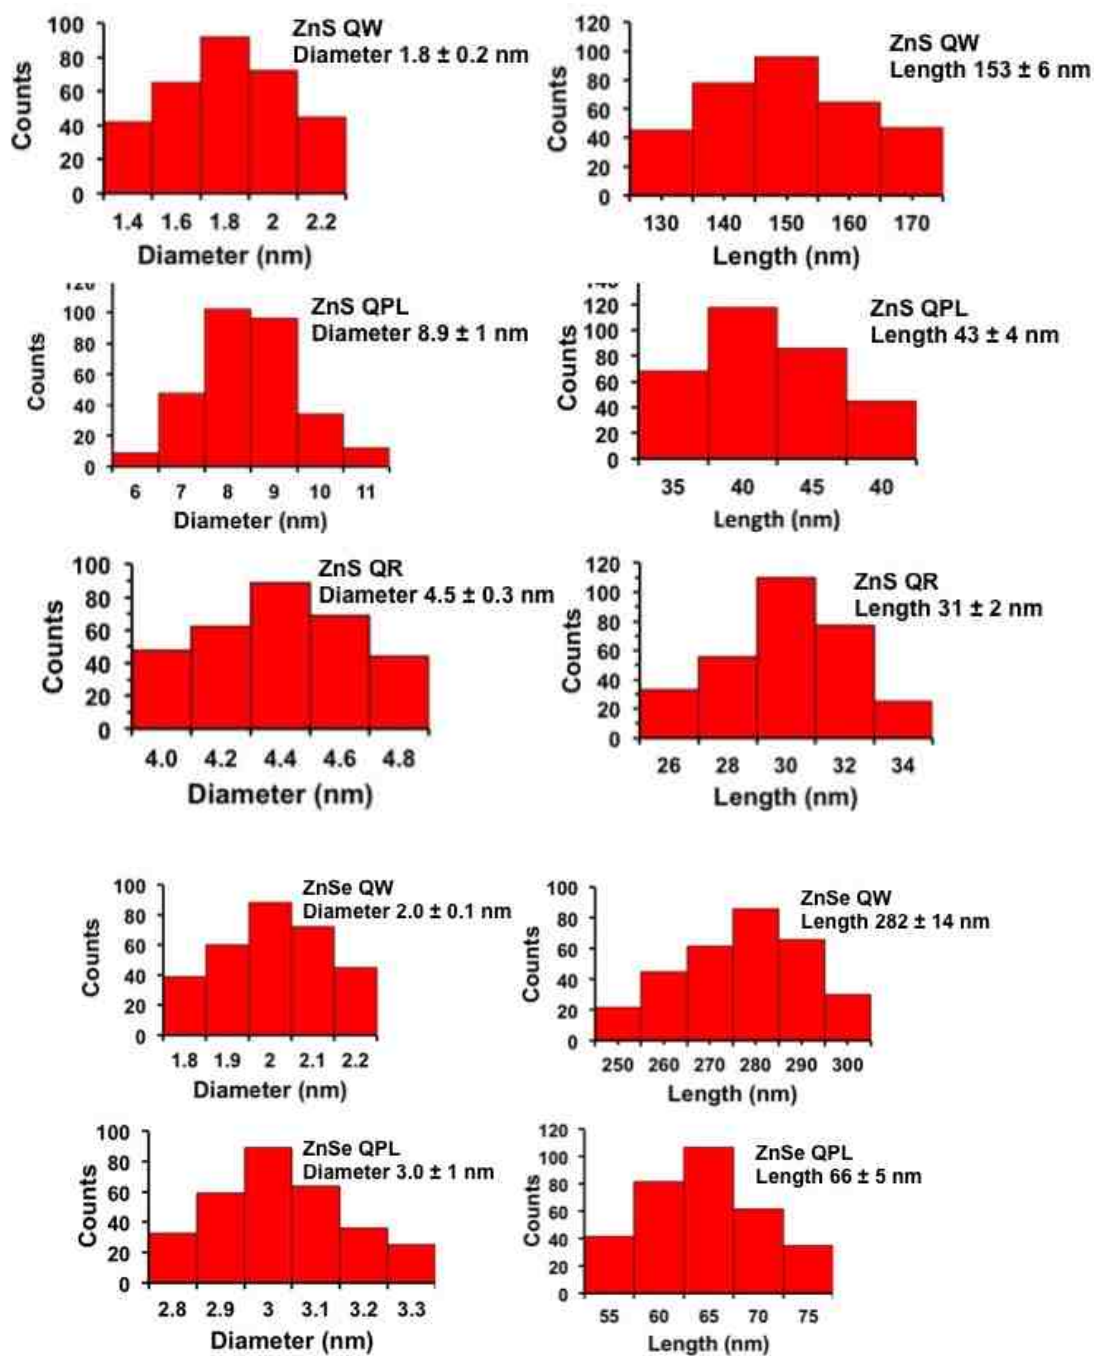 ZnS QW
Diameter 1.8 ± 0.2 nm
100
80
60
40
20
0
Counts
1.4 1.6 1.8 2 2.2
Diameter (nm)
ZnS QW
Length 153 ± 6 nm
120
100
80
60
40
20
0
Counts
130 140 150 160 170
Length (nm)
ZnS QPL
Diameter 8.9 ± 1 nm
120
100
80
60
40
20
0
Counts
6 7 8 9 10 11
Diameter (nm)
ZnS QPL
Length 43 ± 4 nm
120
100
80
60
40
20
0
Counts
35 40 45 40
Length (nm)
ZnS QR
Diameter 4.5 ± 0.3 nm
100
80
60
40
20
0
Counts
4.0 4.2 4.4 4.6 4.8
Diameter (nm)
ZnS QR
Length 31 ± 2 nm
120
100
80
60
40
20
0
Counts
26 28 30 32 34
Length (nm)
ZnSe QW
Diameter 2.0 ± 0.1 nm
100
80
60
40
20
0
Counts
1.8 1.9 2 2.1 2.2
Diameter (nm)
ZnSe QW
Length 282 ± 14 nm
100
80
60
40
20
0
Counts
250 260 270 280 290 300
Length (nm)
ZnSe QPL
Diameter 3.0 ± 1 nm
100
80
60
40
20
0
Counts
2.8 2.9 3 3.1 3.2 3.3
Diameter (nm)
ZnSe QPL
Length 66 ± 5 nm
120
100
80
60
40
20
0
Counts
55 60 65 70 75
Length (nm)